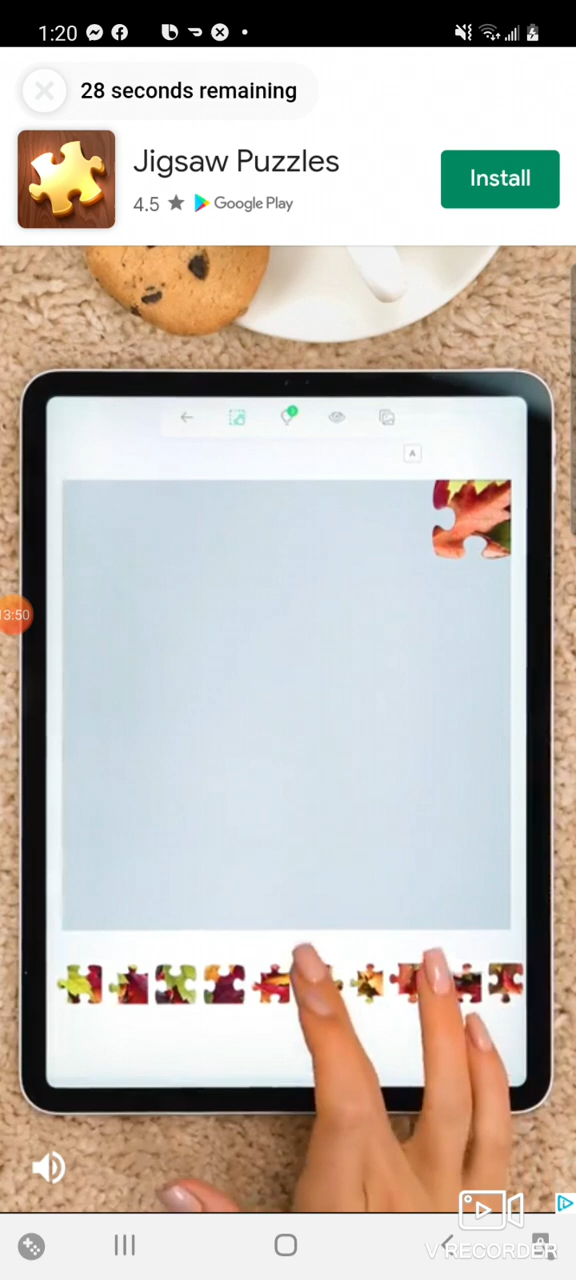 1:20
28 seconds remaining
Jigsaw Puzzles
4.5 ★ Google Play
Install
A
13:50
V RECORDER